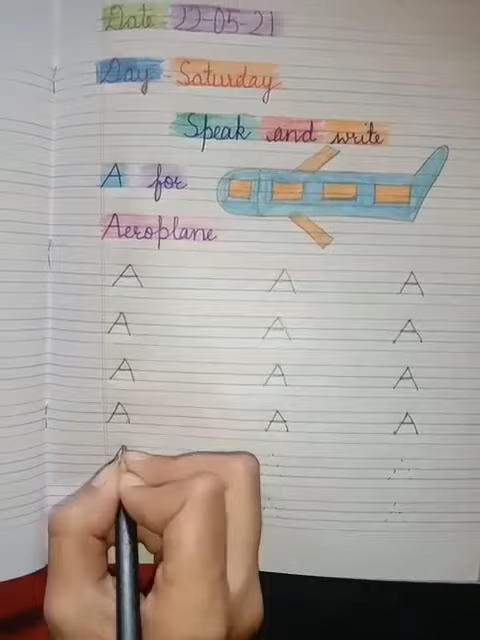 Date - 22-05-21
Day - Saturday
Speak and write
A for
Aeroplane
A A A
A A A
A A A
A A A